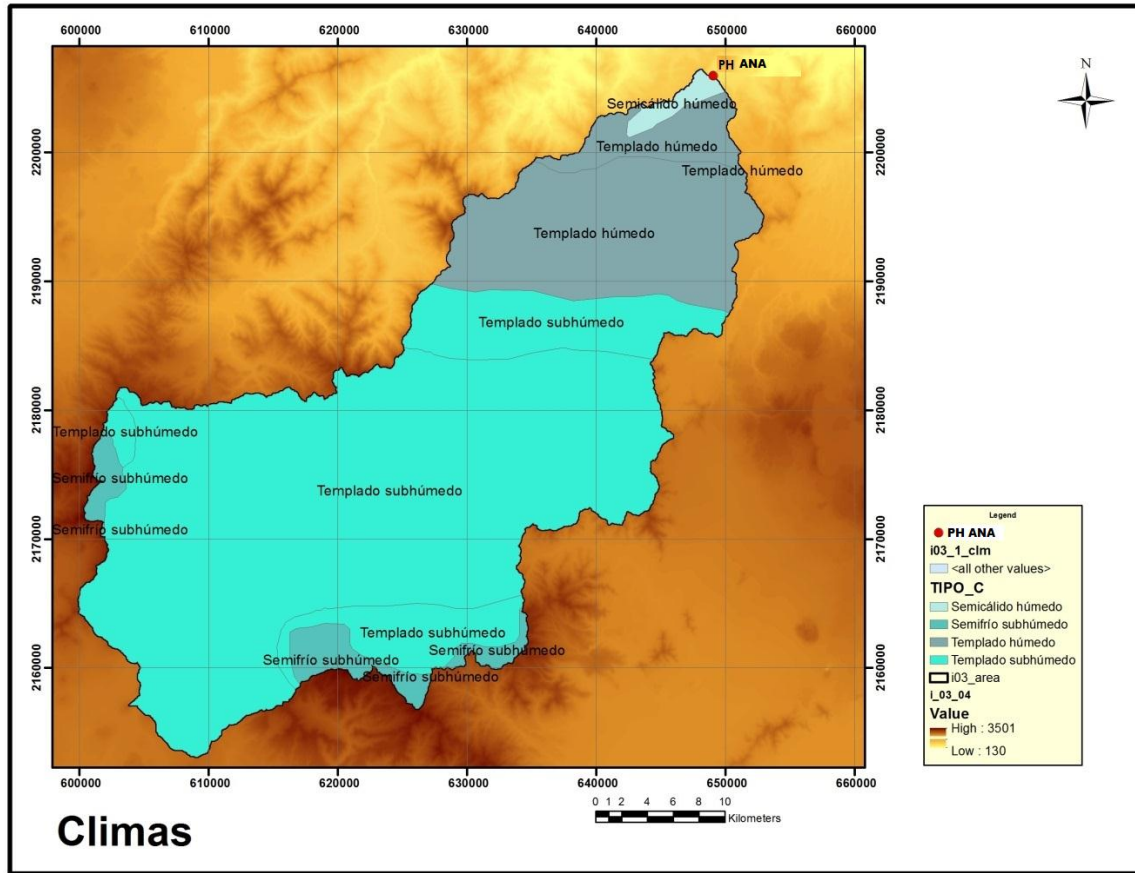 600000 610000 620000 630000 640000 650000 660000
PH ANA
N
Semicálido húmedo
2200000 2200000
Templado húmedo
Templado húmedo
Templado húmedo
2190000 2190000
Templado subhúmedo
2180000 2180000
Templado subhúmedo
Semifrío subhúmedo
Templado subhúmedo
Semifrío subhúmedo
2170000 2170000
Templado subhúmedo
Semifrío subhúmedo
Semifrío subhúmedo
Semifrío subhúmedo
2160000 2160000
600000 610000 620000 630000 640000 650000 660000
Legend
PH ANA
i03_1_clm
<all other values>
TIPO_C
Semicálido húmedo
Semifrío subhúmedo
Templado húmedo
Templado subhúmedo
i03_area
i_03_04
Value
High : 3501
Low : 130
0 1 2 4 6 8 10
Kilometers
Climas